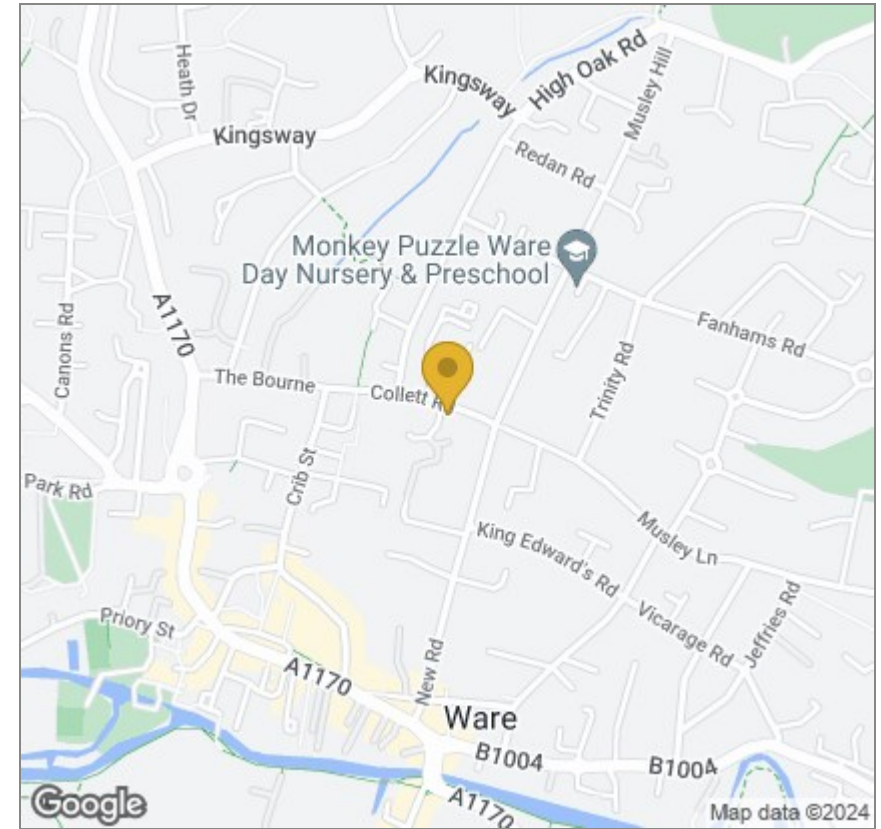 Heath Dr
Kingsway
Kingsway
High Oak Rd
Musley Hill
Redan Rd
Monkey Puzzle Ware
Day Nursery & Preschool
A1170
Canons Rd
Fanhams Rd
Trinity Rd
The Bourne
Collett
Crib St
Park Rd
Musley Ln
King Edward's Rd
Vicarage Rd
Jeffries Rd
Priory St
A1170
New Rd
Ware
B1004
B1004
A1170
Google
Map data ©2024